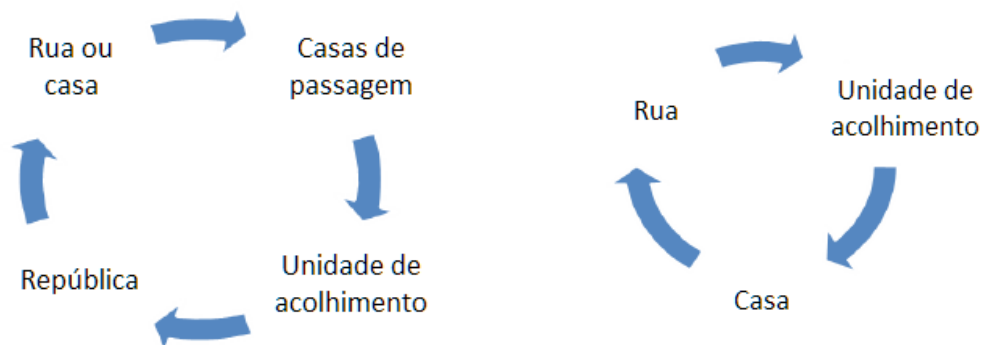 Rua ou
casa
Casas de
passagem
Unidade de
acolhimento
República
Rua
Unidade de
acolhimento
Casa